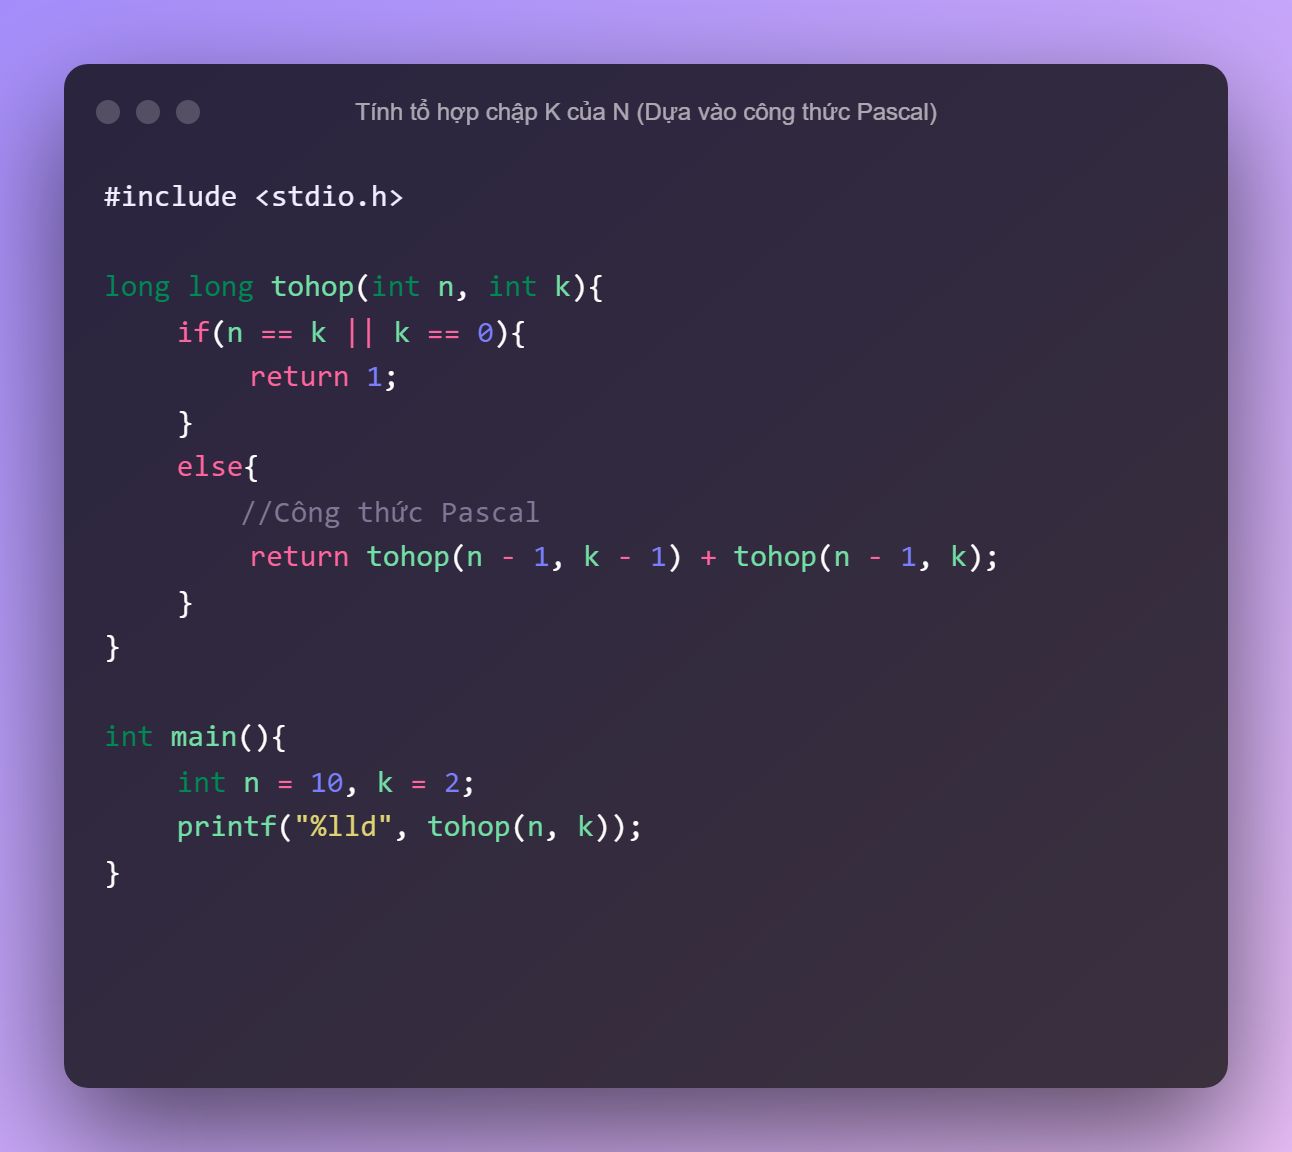 Tính tổ hợp chập K của N (Dựa vào công thức Pascal)
#include <stdio.h>
long long tohop(int n, int k){
if(n == k || k == 0){
return 1;
}
else{
//Công thức Pascal
return tohop(n - 1, k - 1) + tohop(n - 1, k);
}
}
int main(){
int n = 10, k = 2;
printf("%lld", tohop(n, k));
}